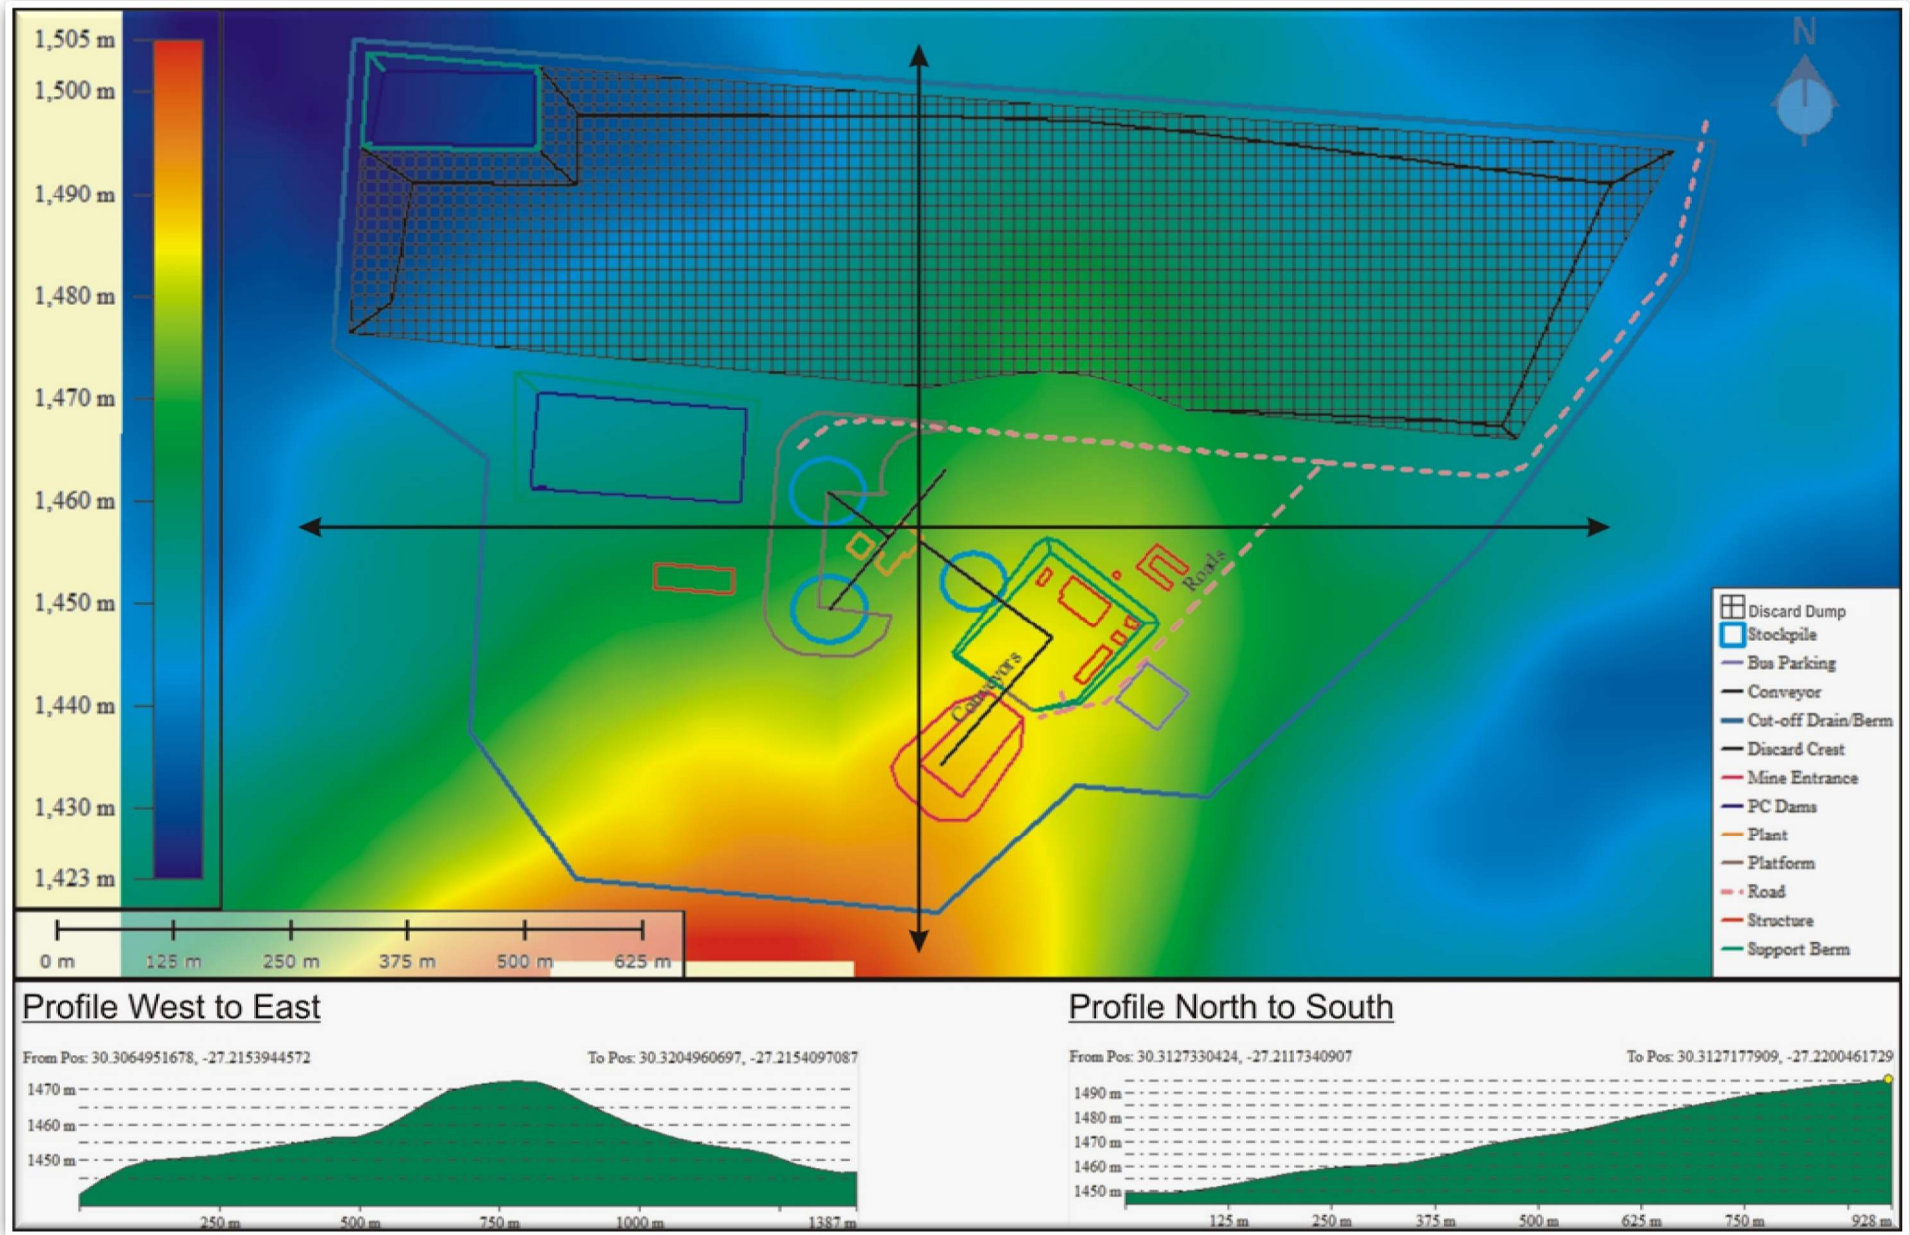 1,505 m
1,500 m
1,490 m
1,480 m
1,470 m
1,460 m
1,450 m
1,440 m
1,430 m
1,423 m
N
Roads
Conveyors
Discard Dump
Stockpile
Bus Parking
Conveyor
Cut-off Drain/Berm
Discard Crest
Mine Entrance
PC Dams
Plant
Platform
Road
Structure
Support Berm
0 m 125 m 250 m 375 m 500 m 625 m
Profile West to East
From Pos: 30.3064951678, -27.2153944572 To Pos: 30.3204960697, -27.2154097087
1470 m
1460 m
1450 m
250 m 500 m 750 m 1000 m 1387 m
Profile North to South
From Pos: 30.3127330424, -27.2117340907 To Pos: 30.3127177909, -27.2200461729
1490 m
1480 m
1470 m
1460 m
1450 m
125 m 250 m 375 m 500 m 625 m 750 m 928 m